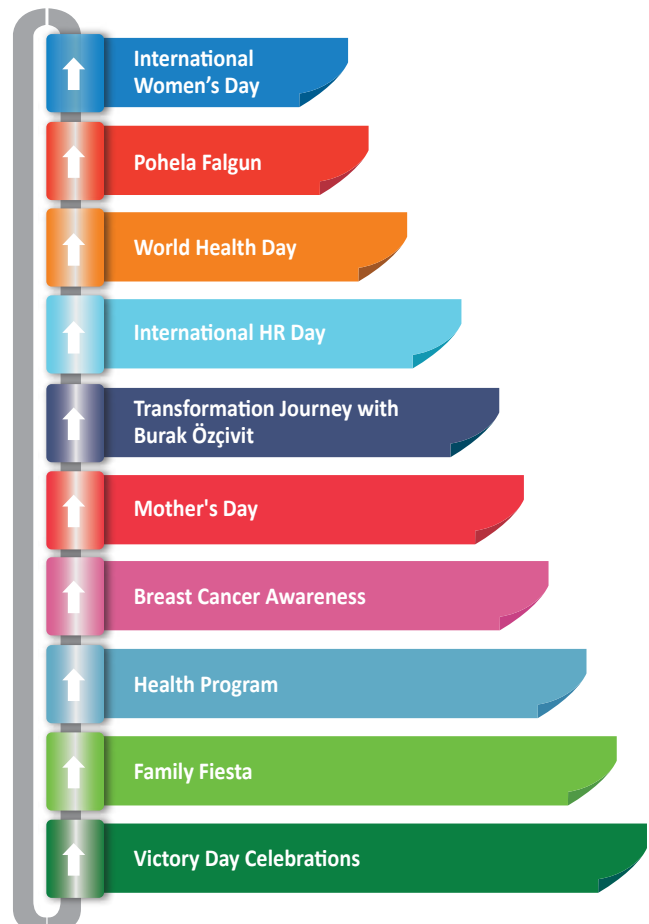 International
Women’s Day
Pohela Falgun
World Health Day
International HR Day
Transformation Journey with
Burak Özçivit
Mother's Day
Breast Cancer Awareness
Health Program
Family Fiesta
Victory Day Celebrations